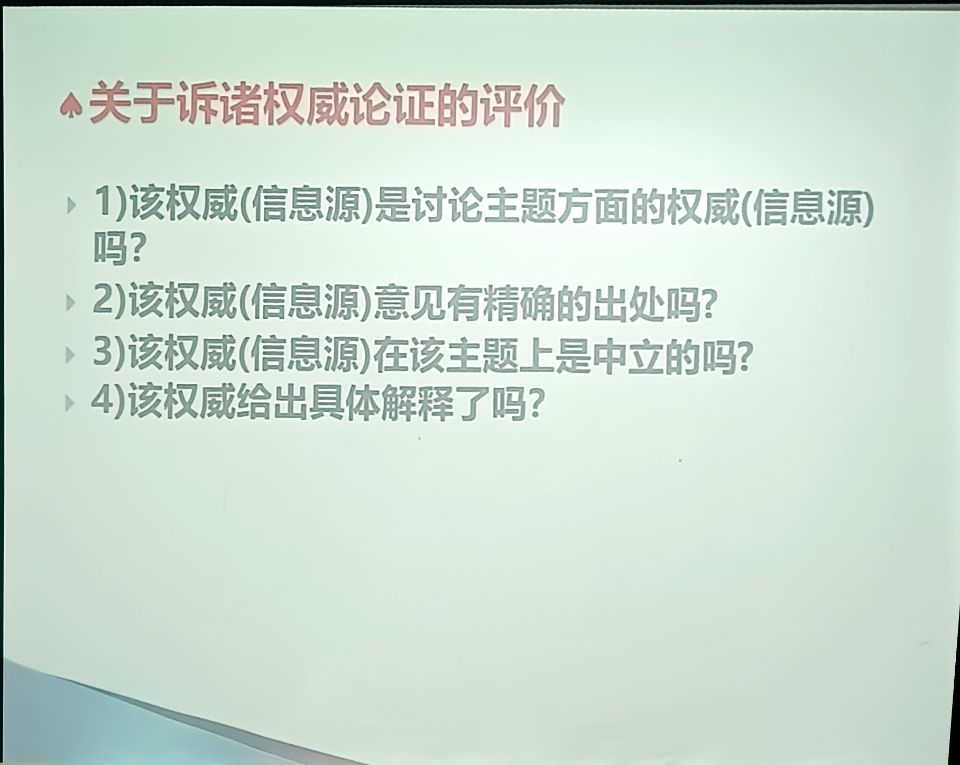 ♠关于诉诸权威论证的评价
1)该权威(信息源)是讨论主题方面的权威(信息源)
吗?
2)该权威(信息源)意见有精确的出处吗?
3)该权威(信息源)在该主题上是中立的吗?
4)该权威给出具体解释了吗?